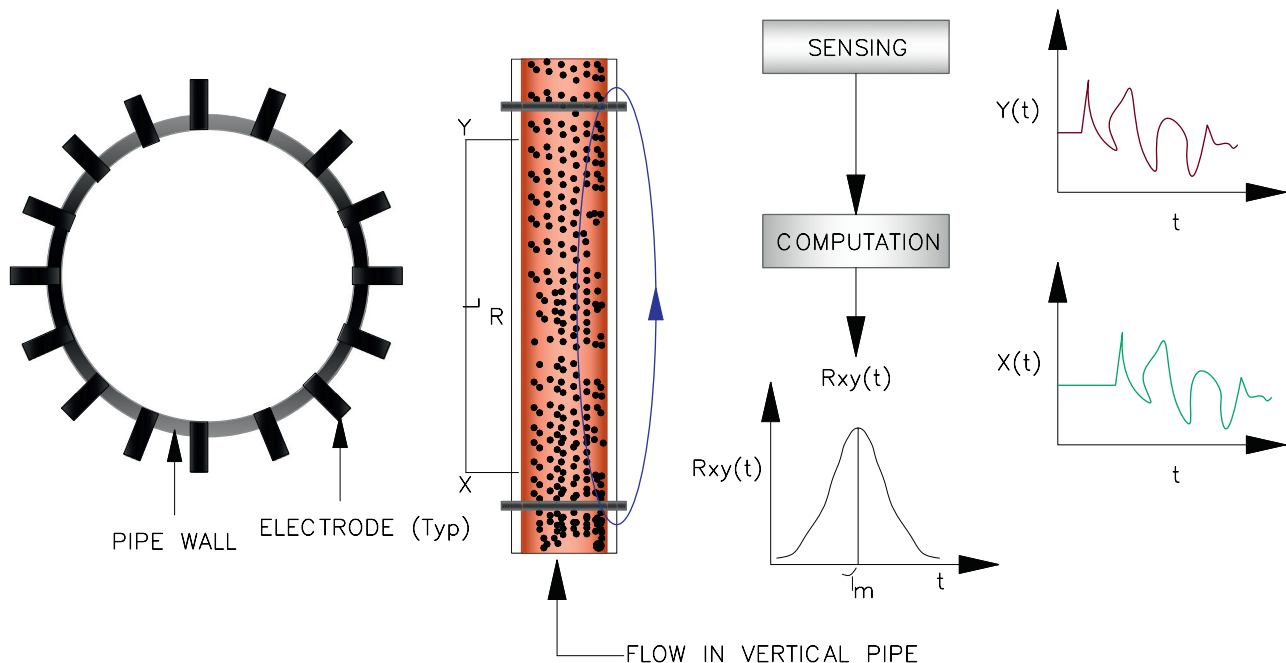 PIPE WALL
ELECTRODE (Typ)
Y
L
R
X
FLOW IN VERTICAL PIPE
SENSING
COMPUTATION
Rxy(t)
Rxy(t)
t
Y(t)
t
X(t)
t